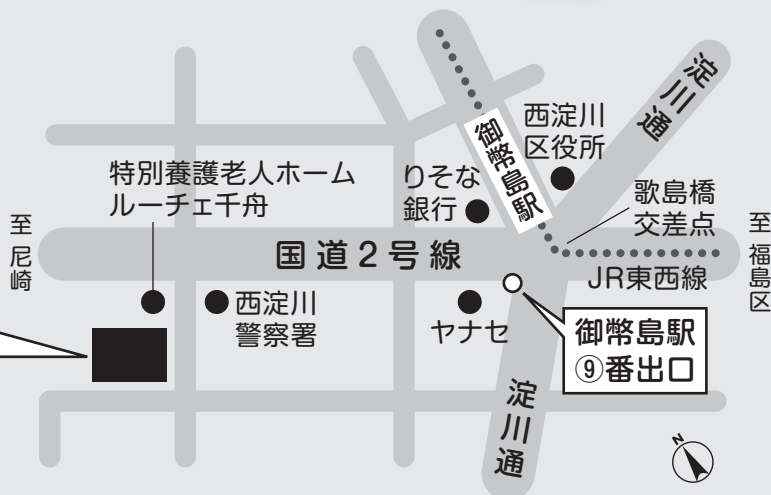 淀川通
西淀川
区役所
御幣島駅
特別養護老人ホーム
ルーチェ千舟
りそな
銀行
歌島橋
交差点
至 尼崎
国道2号線
至 福島区
JR東西線
西淀川
警察署
ヤナセ
御幣島駅
⑨番出口
淀川通
N